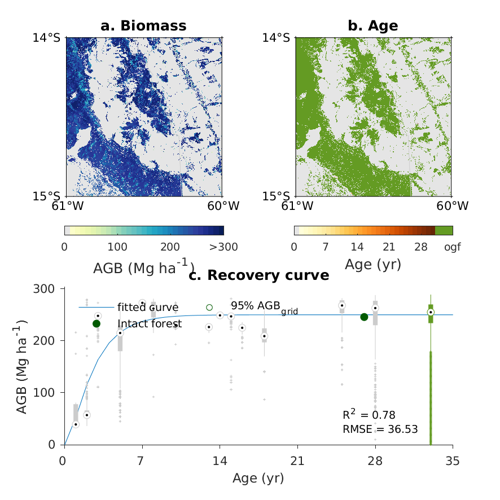 a. Biomass
b. Age
14°S
14°S
15°S
15°S
61°W
60°W
61°W
60°W
0
100
200
>300
0
7
14
21
28
ogf
AGB (Mg ha⁻¹)
Age (yr)
c. Recovery curve
300
200
100
0
AGB (Mg ha⁻¹)
fitted curve
95% AGB_grid
Intact forest
R² = 0.78
RMSE = 36.53
0
7
14
21
28
35
Age (yr)